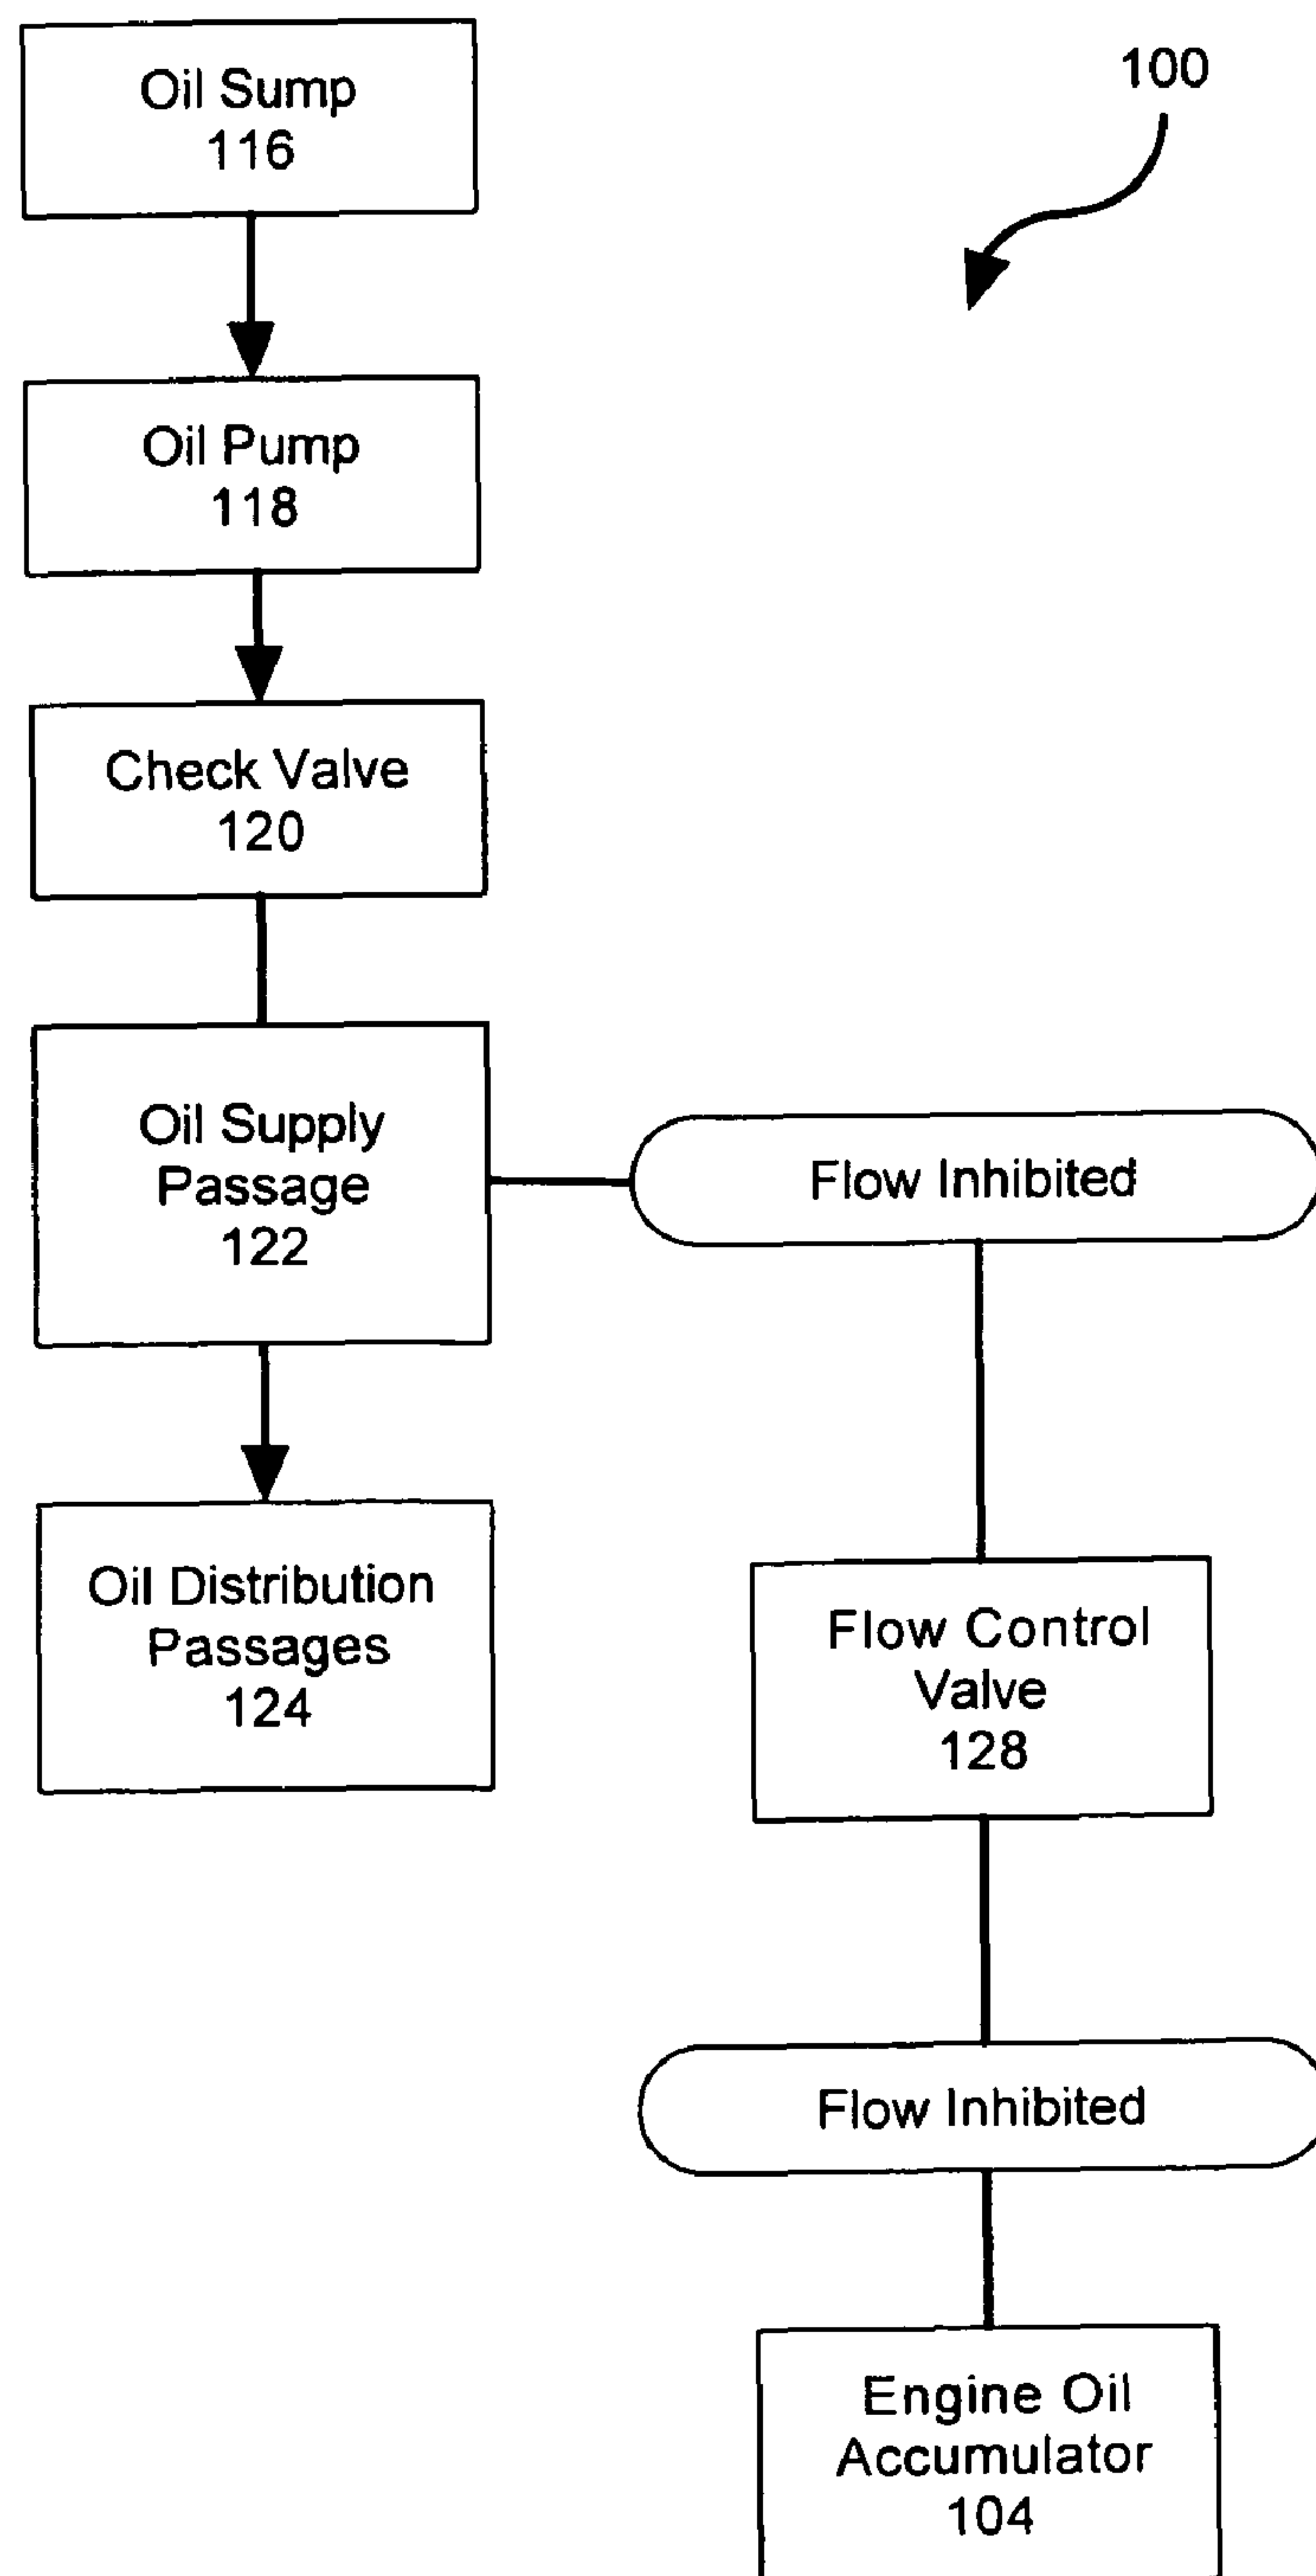 100
Oil Sump
116
Oil Pump
118
Check Valve
120
Oil Supply
Passage
122
Flow Inhibited
Oil Distribution
Passages
124
Flow Control
Valve
128
Flow Inhibited
Engine Oil
Accumulator
104